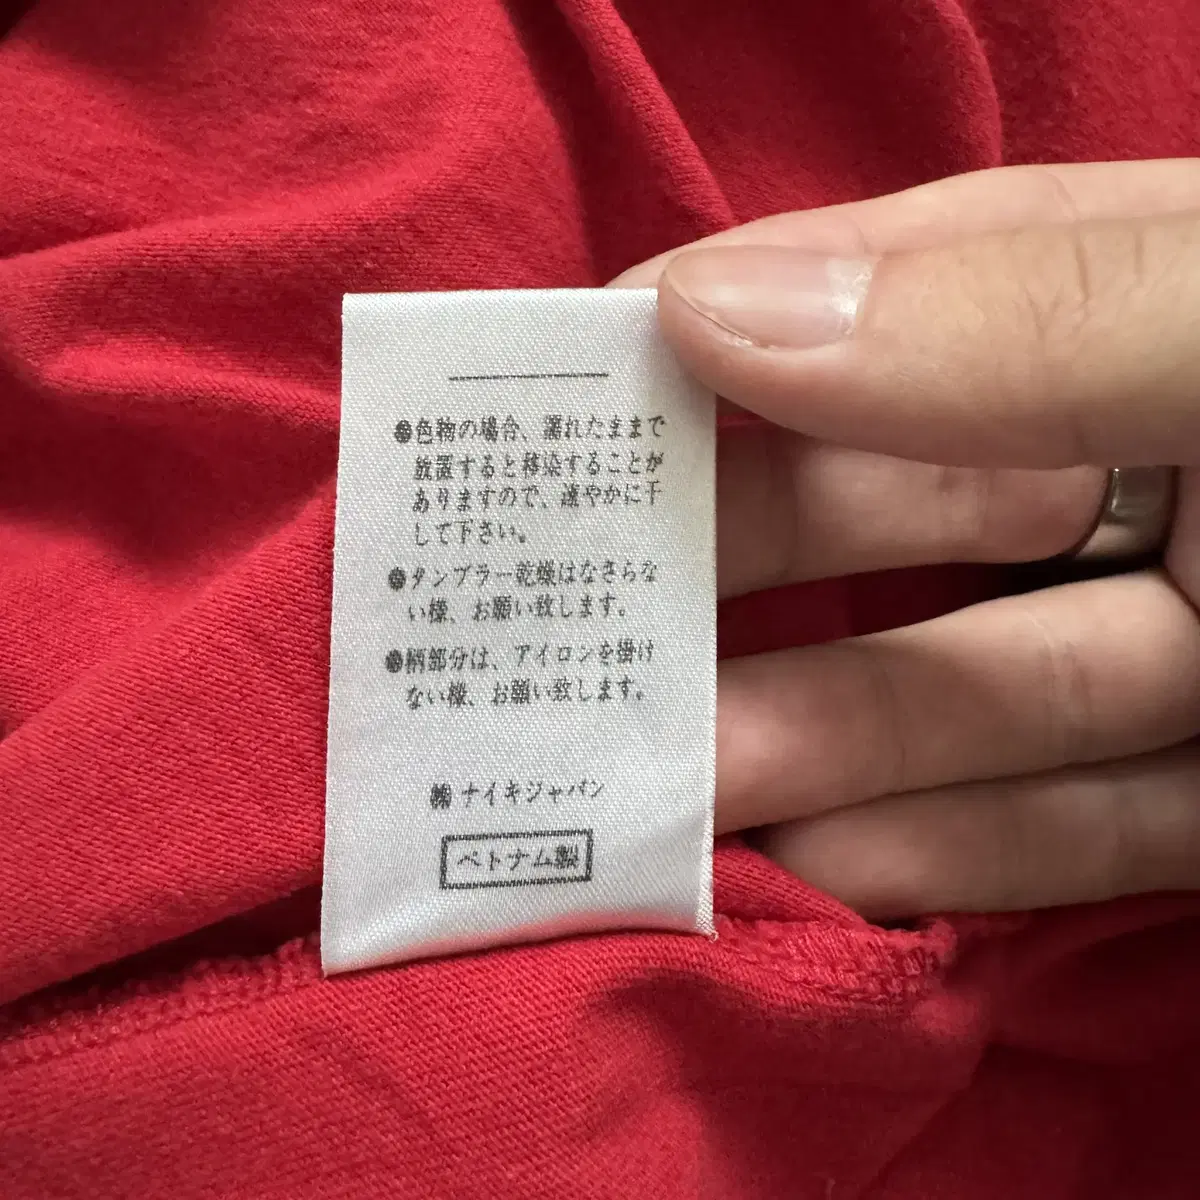 ●色物の場合、濡れたままで
放置すると移染することが
ありますので、速やかに干
して下さい。
●タンブラー乾燥はなさらな
い様、お願い致します。
●柄部分は、アイロンを掛け
ない様、お願い致します。
㈱ ナイキジャパン
ベトナム製